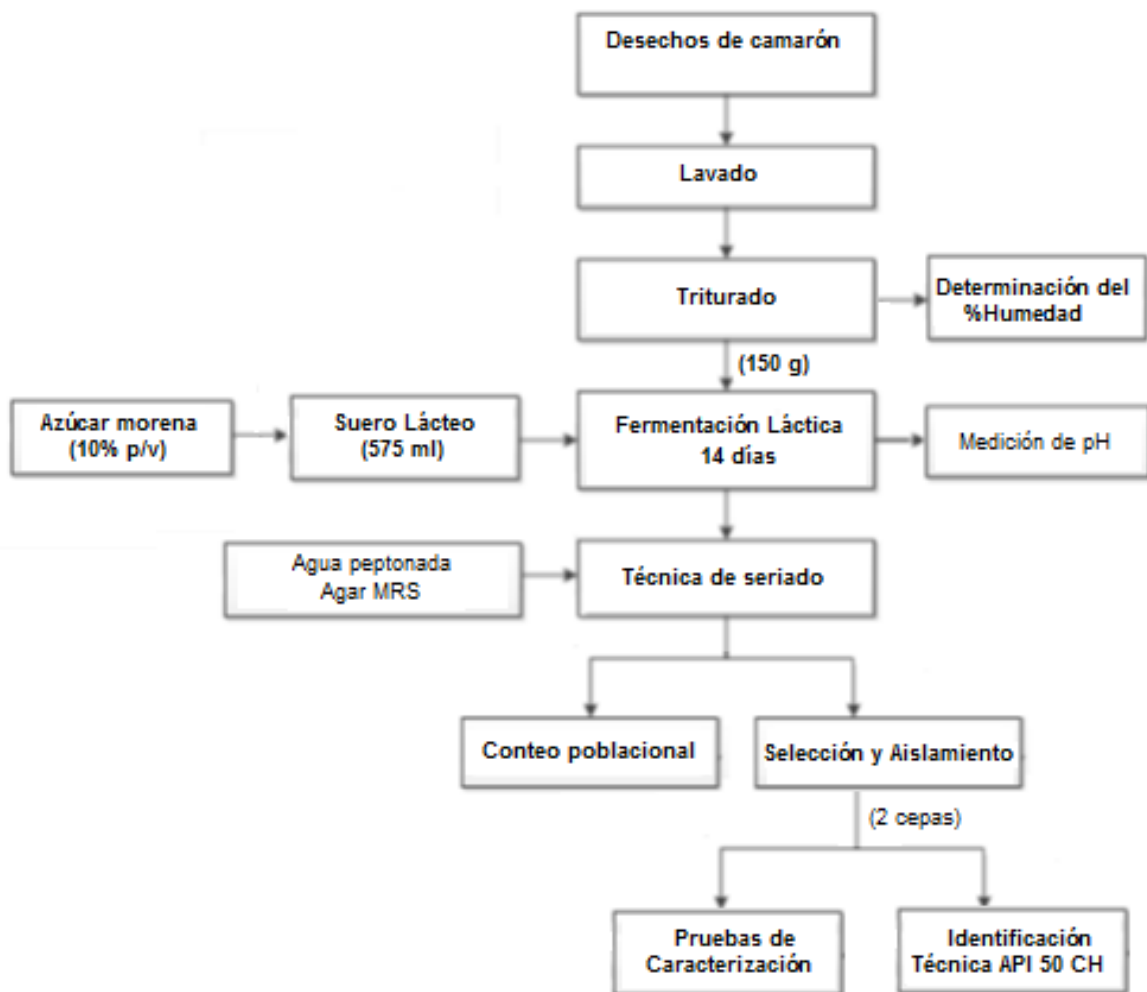 Desechos de camarón
Lavado
Triturado
Determinación del
%Humedad
(150 g)
Azúcar morena
(10% p/v)
Suero Lácteo
(575 ml)
Fermentación Láctica
14 días
Medición de pH
Agua peptonada
Agar MRS
Técnica de seriado
Conteo poblacional
Selección y Aislamiento
(2 cepas)
Pruebas de
Caracterización
Identificación
Técnica API 50 CH